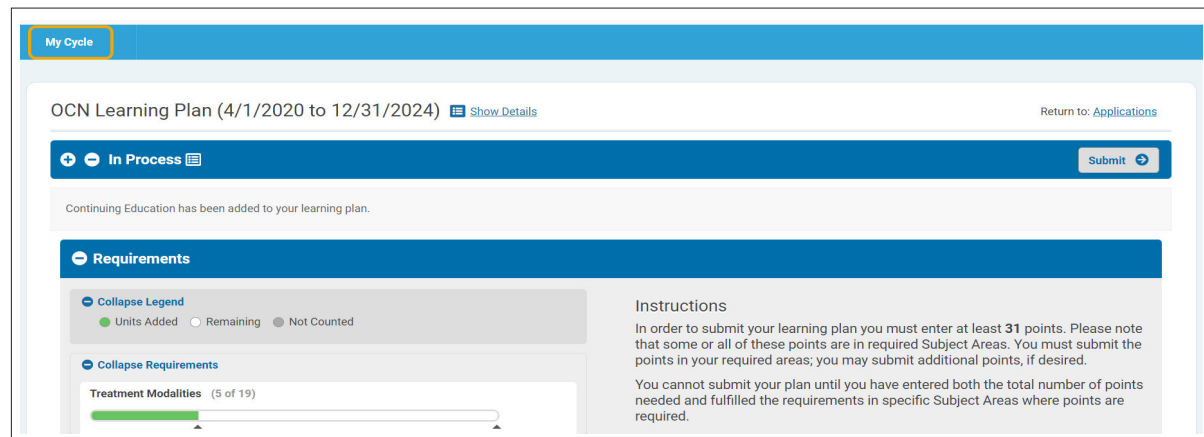 My Cycle
OCN Learning Plan (4/1/2020 to 12/31/2024) Show Details
Return to: Applications
In Process
Submit
Continuing Education has been added to your learning plan.
Requirements
Collapse Legend
Units Added Remaining Not Counted
Collapse Requirements
Treatment Modalities (5 of 19)
Instructions
In order to submit your learning plan you must enter at least 31 points. Please note
that some or all of these points are in required Subject Areas. You must submit the
points in your required areas; you may submit additional points, if desired.
You cannot submit your plan until you have entered both the total number of points
needed and fulfilled the requirements in specific Subject Areas where points are
required.